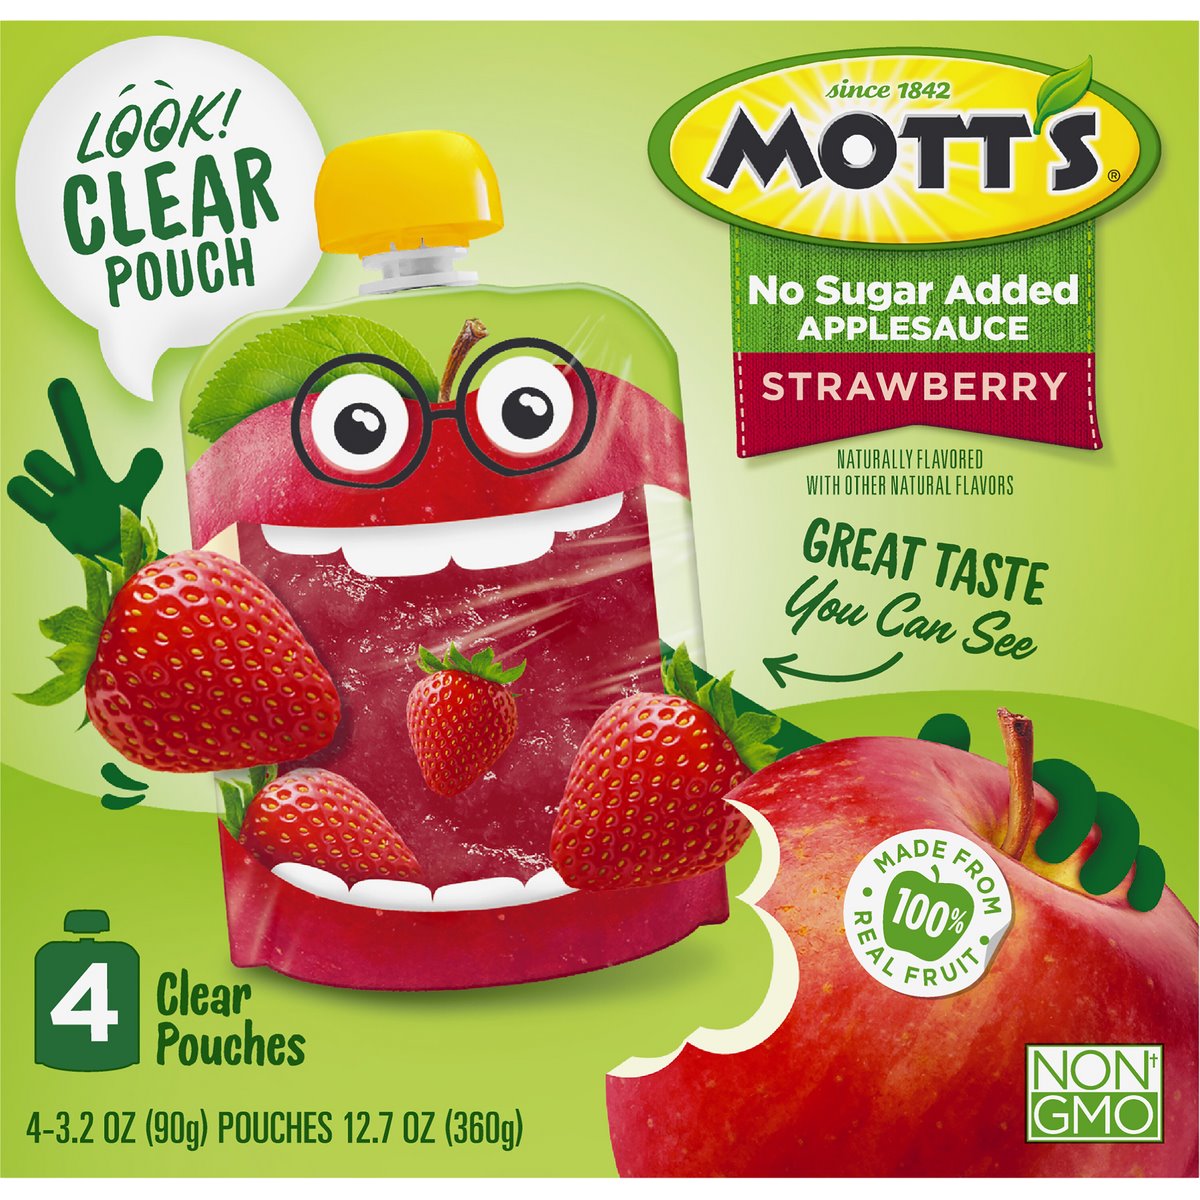 LOOK!
CLEAR
POUCH
since 1842
MOTT'S®
No Sugar Added
APPLESAUCE
STRAWBERRY
NATURALLY FLAVORED
WITH OTHER NATURAL FLAVORS
GREAT TASTE
You Can See
MADE FROM
100%
REAL FRUIT
4
Clear
Pouches
4-3.2 OZ (90g) POUCHES 12.7 OZ (360g)
NON†
GMO